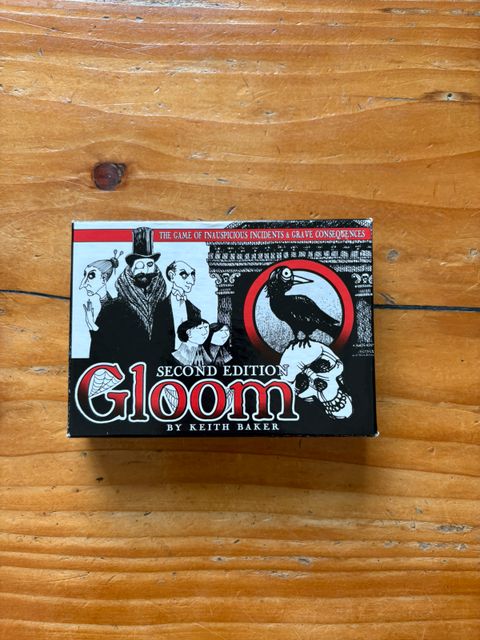 THE GAME OF INAUSPICIOUS INCIDENTS & GRAVE CONSEQUENCES
SECOND EDITION
Gloom
BY KEITH BAKER